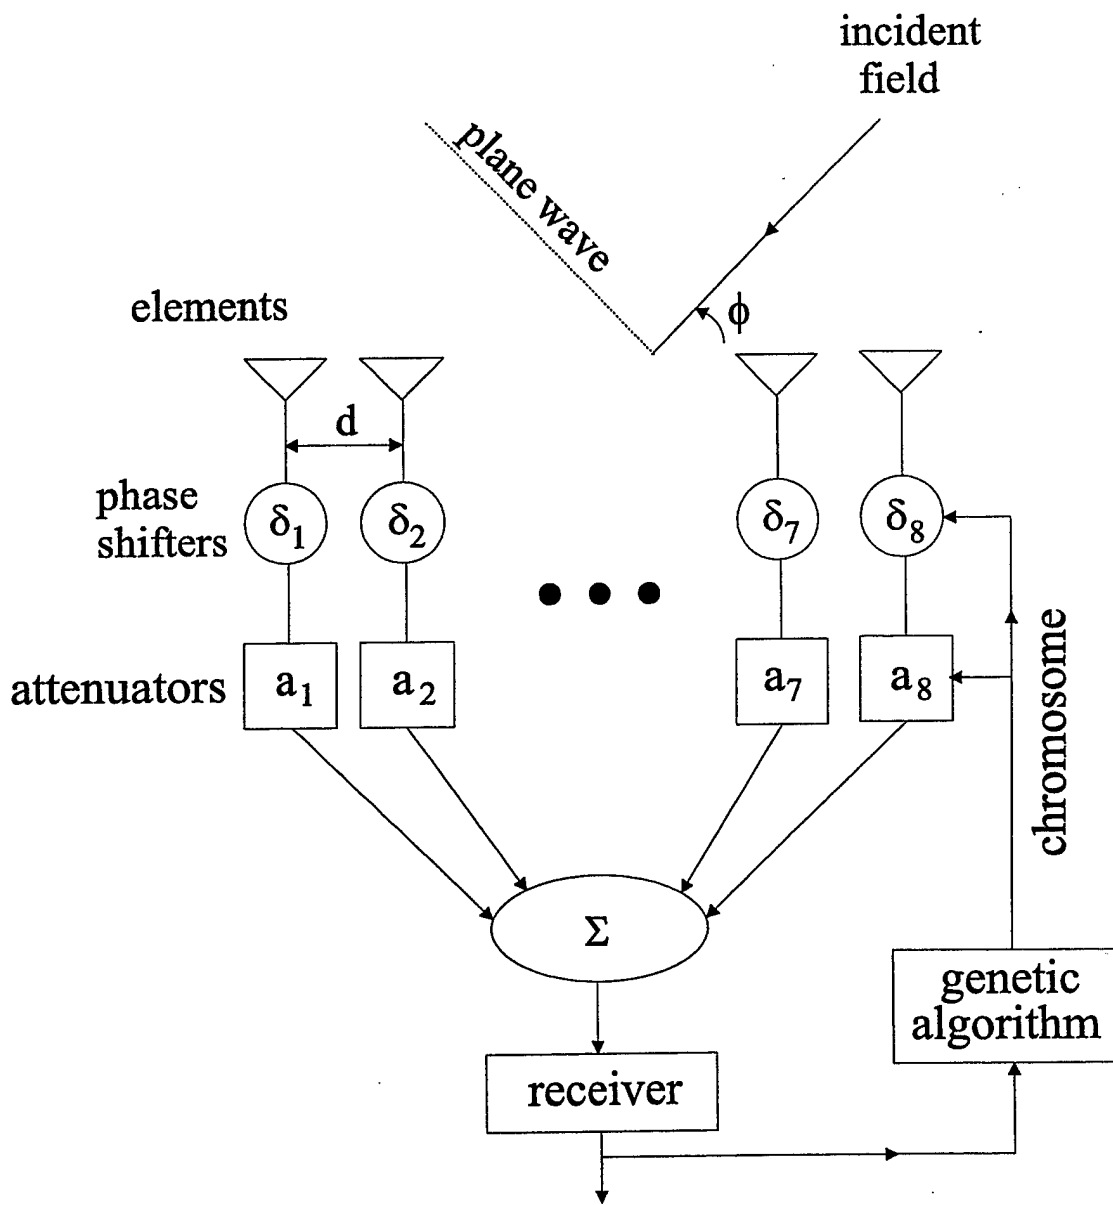 incident
field
plane wave
ϕ
elements
d
phase
shifters
δ1
δ2
δ7
δ8
attenuators
a1
a2
a7
a8
chromosome
Σ
genetic
algorithm
receiver